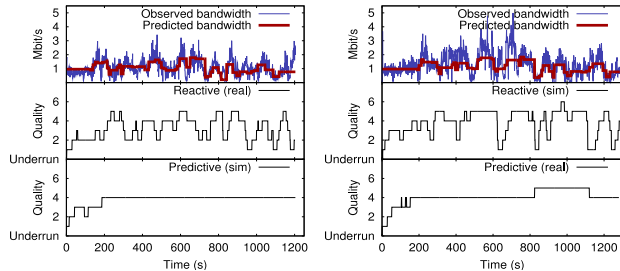 Observed bandwidth
Predicted bandwidth
Mbit/s
5
4
3
2
1
Reactive (real)
Quality
6
4
2
Underrun
Predictive (sim)
Quality
6
4
2
Underrun
0 200 400 600 800 1000 1200
Time (s)
Observed bandwidth
Predicted bandwidth
Mbit/s
5
4
3
2
1
Reactive (sim)
Quality
6
4
2
Underrun
Predictive (real)
Quality
6
4
2
Underrun
0 200 400 600 800 1000 1200
Time (s)